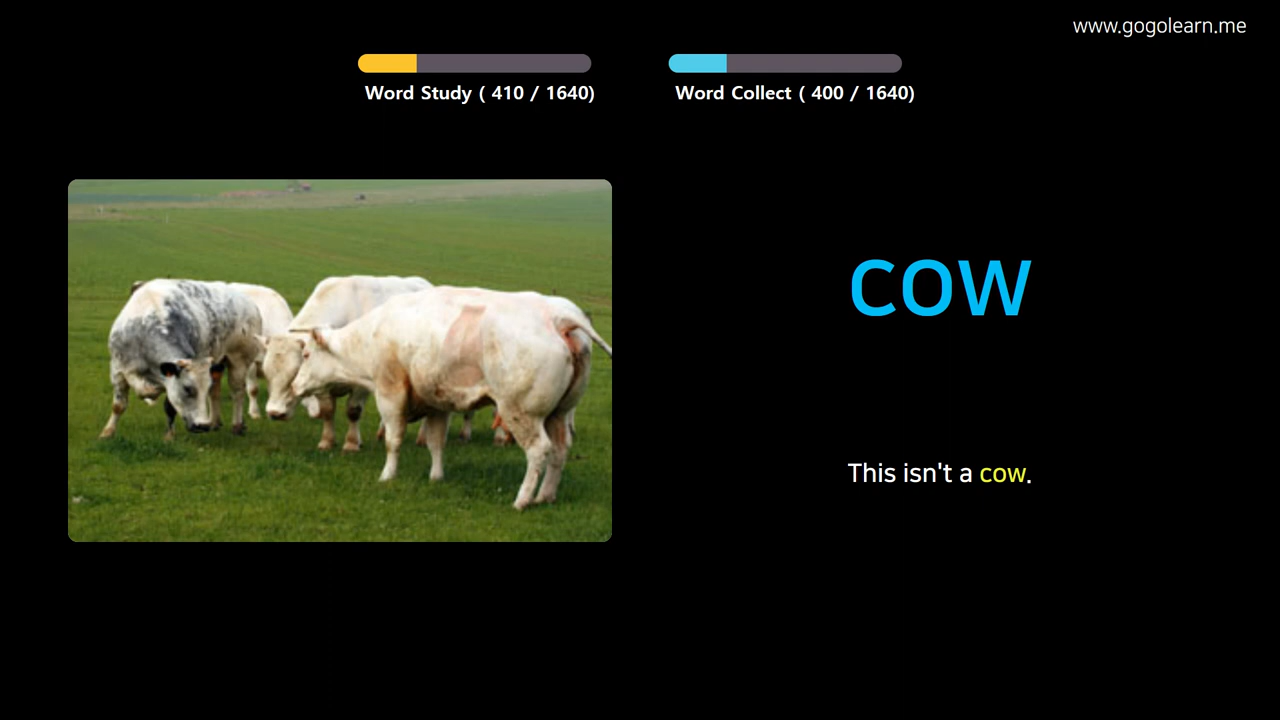 www.gogolearn.me
Word Study ( 410 / 1640)
Word Collect ( 400 / 1640)
cow
This isn't a cow.